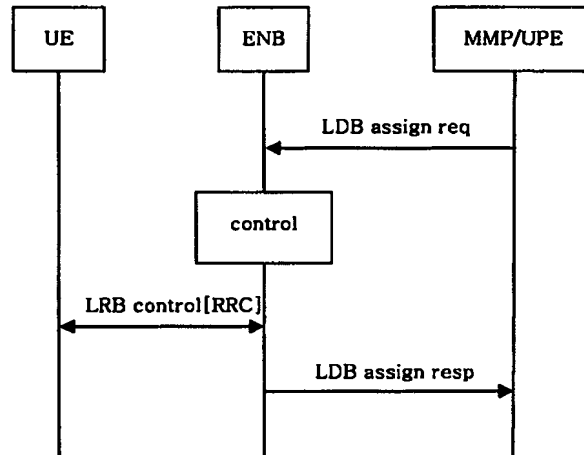 UE
ENB
MMP/UPE
LDB assign req
control
LRB control[RRC]
LDB assign resp